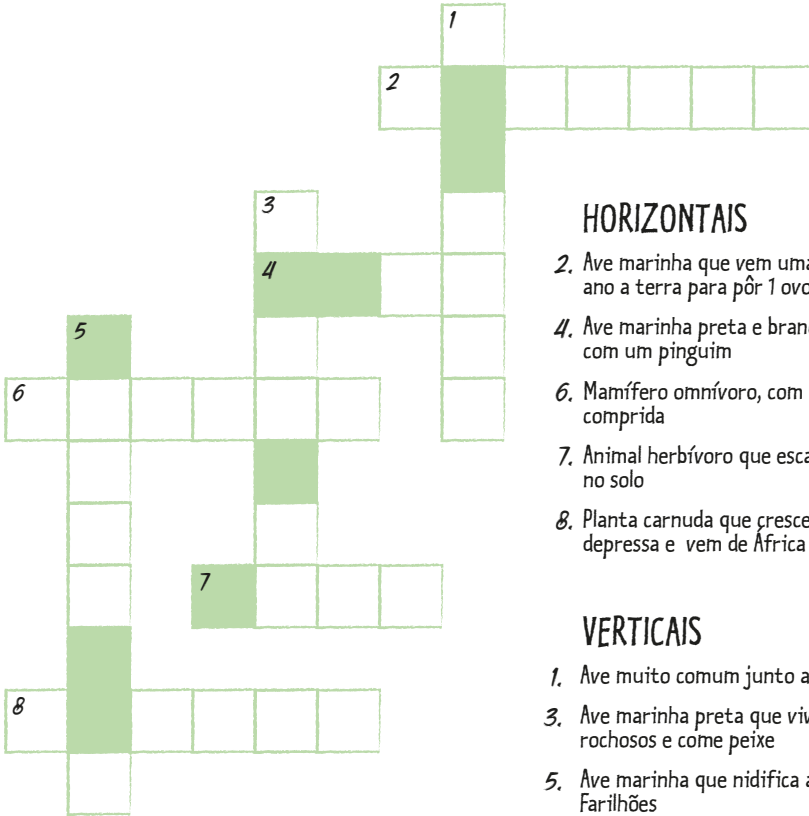 1
2
3
4
5
6
7
8
HORIZONTAIS
2. Ave marinha que vem uma
ano a terra para pôr 1 ovo
4. Ave marinha preta e
com um pinguim
6. Mamífero omnívoro, com
comprida
7. Animal herbívoro que
no solo
8. Planta carnuda que cresce
depressa e vem de África
VERTICAIS
1. Ave muito comum junto
3. Ave marinha preta que
rochosos e come peixe
5. Ave marinha que nidifica
Farilhões